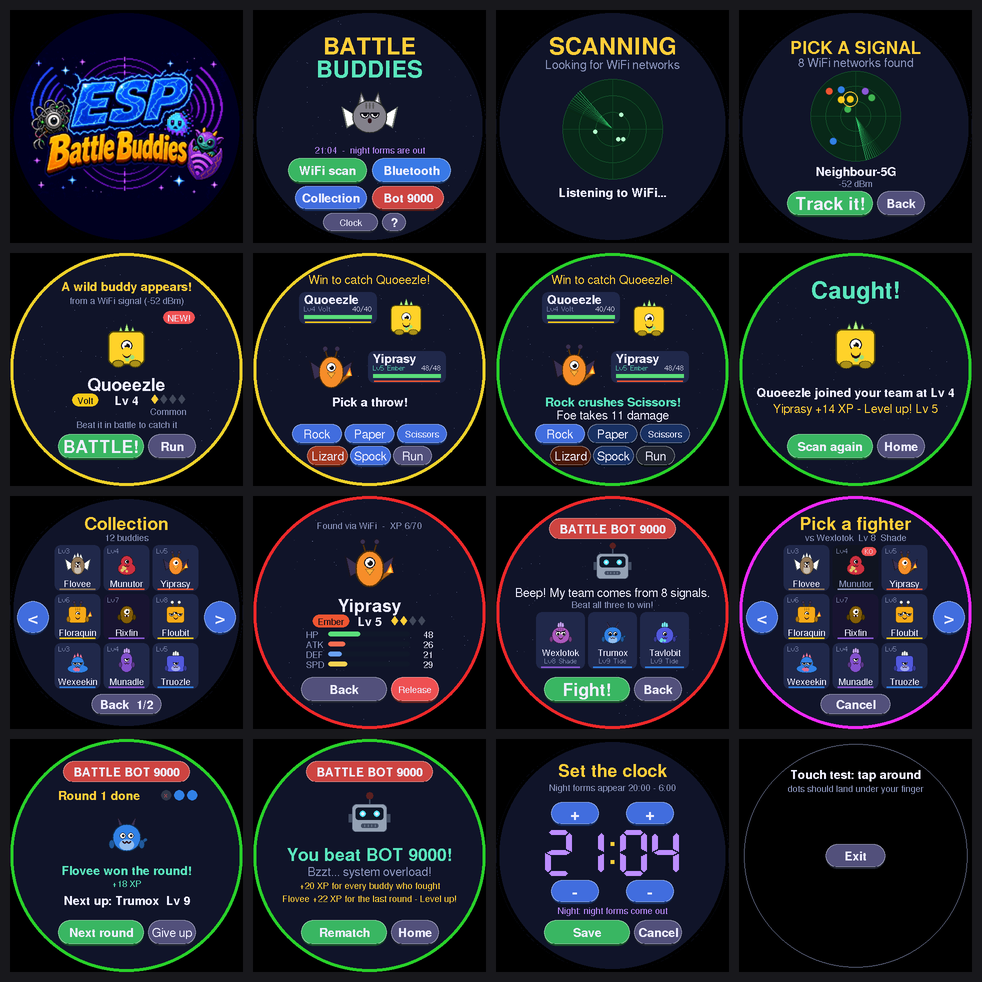 ESP
Battle Buddies
BATTLE
BUDDIES
21:04 - night forms are out
WiFi scan
Bluetooth
Collection
Bot 9000
Clock
?
SCANNING
Looking for WiFi networks
Listening to WiFi...
PICK A SIGNAL
8 WiFi networks found
Neighbour-5G
-52 dBm
Track it!
Back
A wild buddy appears!
from a WiFi signal (-52 dBm)
NEW!
Quoeezle
Volt
Lv 4
Common
Beat it in battle to catch it
BATTLE!
Run
Win to catch Quoeezle!
Quoeezle
Lv4 Volt 40/40
Yiprasy
Lv5 Ember 48/48
Pick a throw!
Rock
Paper
Scissors
Lizard
Spock
Run
Win to catch Quoeezle!
Quoeezle
Lv4 Volt 40/40
Yiprasy
Lv5 Ember 48/48
Rock crushes Scissors!
Foe takes 11 damage
Rock
Paper
Scissors
Lizard
Spock
Run
Caught!
Quoeezle joined your team at Lv 4
Yiprasy +14 XP - Level up! Lv 5
Scan again
Home
Collection
12 buddies
Lv3
Flovee
Lv4
Munutor
Lv5
Yiprasy
<
Lv6
Floraquin
Lv7
Rixfin
Lv8
Floubit
>
Lv3
Wexeekin
Lv4
Munadle
Lv5
Truozle
Back 1/2
Found via WiFi - XP 6/70
Yiprasy
Ember
Lv 5
HP 48
ATK 26
DEF 21
SPD 29
Back
Release
BATTLE BOT 9000
Beep! My team comes from 8 signals.
Beat all three to win!
Wexlotok
Lv8 Shade
Trumox
Lv9 Tide
Tavlobit
Lv9 Tide
Fight!
Back
Pick a fighter
vs Wexlotok Lv 8 Shade
Lv3
Flovee
Lv4
KO
Munutor
Lv5
Yiprasy
<
Lv6
Floraquin
Lv7
Rixfin
Lv8
Floubit
>
Lv3
Wexeekin
Lv4
Munadle
Lv5
Truozle
Cancel
BATTLE BOT 9000
Round 1 done
Flovee won the round!
+18 XP
Next up: Trumox Lv 9
Next round
Give up
BATTLE BOT 9000
You beat BOT 9000!
Bzzt... system overload!
+20 XP for every buddy who fought
Flovee +22 XP for the last round - Level up!
Rematch
Home
Set the clock
Night forms appear 20:00 - 6:00
+
+
21:04
-
-
Night: night forms come out
Save
Cancel
Touch test: tap around
dots should land under your finger
Exit